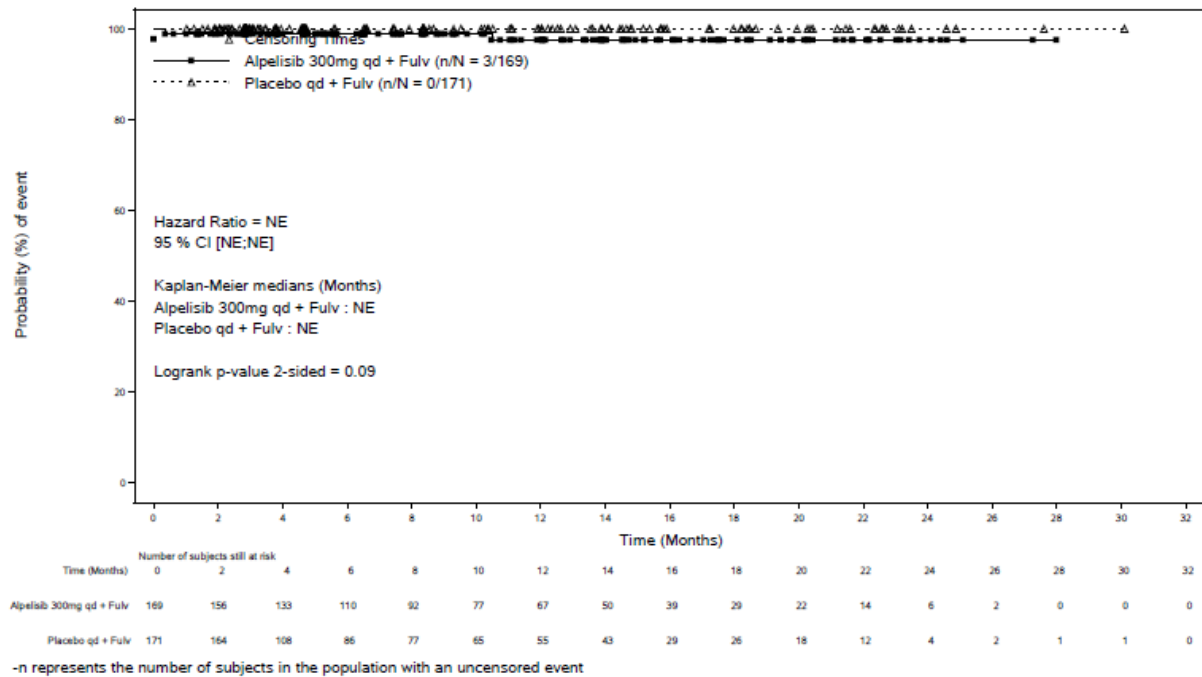 100
Censoring Times
Alpelisib 300mg qd + Fulv (n/N = 3/169)
Placebo qd + Fulv (n/N = 0/171)
80
Probability (%) of event
60
Hazard Ratio = NE
95 % CI [NE;NE]
Kaplan-Meier medians (Months)
40
Alpelisib 300mg qd + Fulv : NE
Placebo qd + Fulv : NE
Logrank p-value 2-sided = 0.09
20
0
0 2 4 6 8 10 12 14 16 18 20 22 24 26 28 30 32
Time (Months)
Number of subjects still at risk
Time (Months) 0 2 4 6 8 10 12 14 16 18 20 22 24 26 28 30 32
Alpelisib 300mg qd + Fulv 169 156 133 110 92 77 67 50 39 29 22 14 6 2 0 0 0
Placebo qd + Fulv 171 164 108 86 77 65 55 43 29 26 18 12 4 2 1 1 0
-n represents the number of subjects in the population with an uncensored event